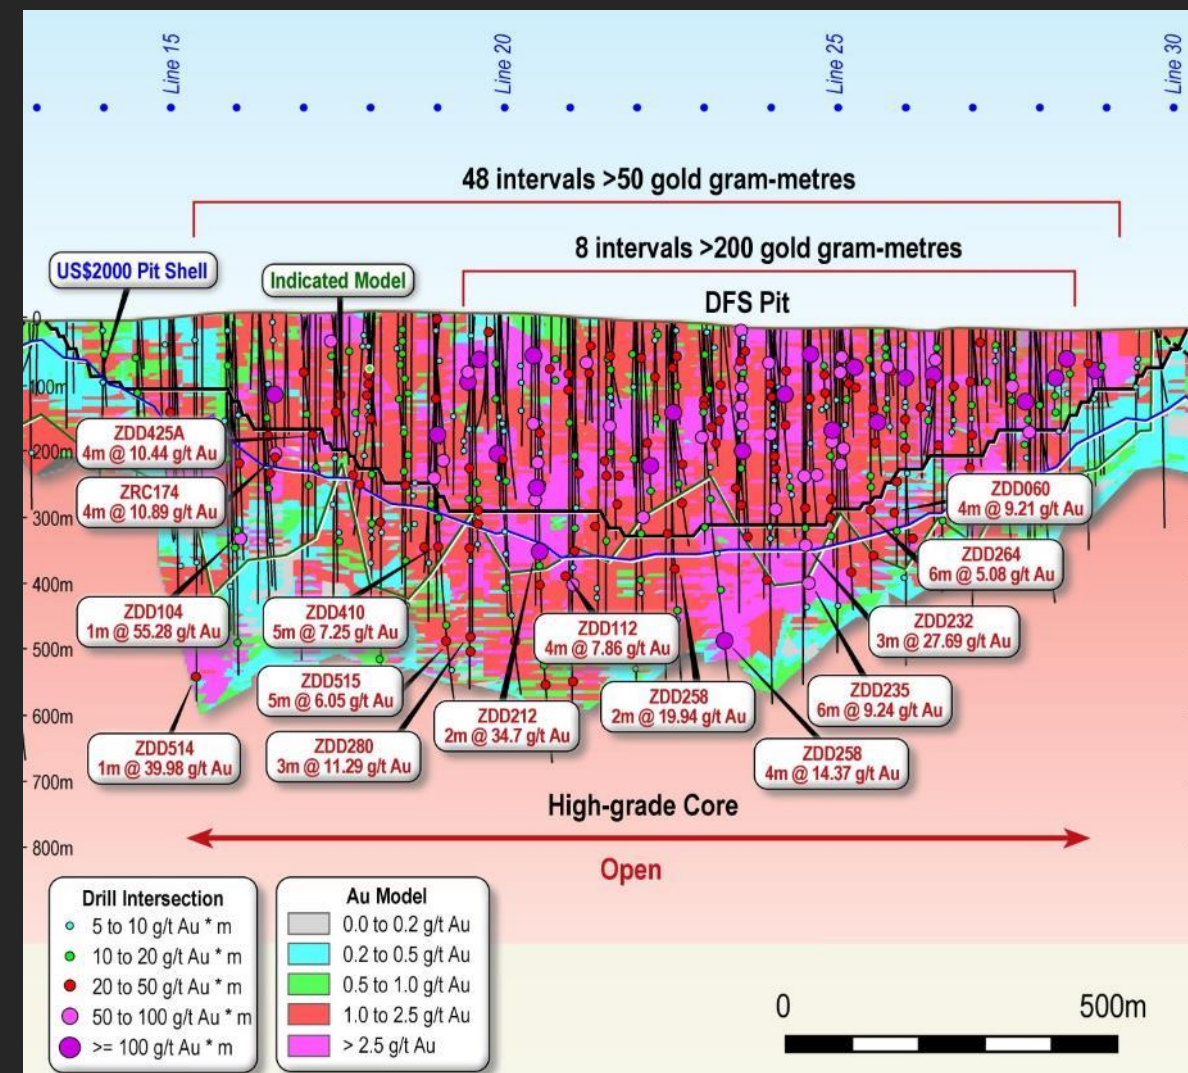 Line 15
Line 20
Line 25
Line 30
48 intervals >50 gold gram-metres
8 intervals >200 gold gram-metres
US$2000 Pit Shell
Indicated Model
DFS Pit
0
100m
200m
300m
400m
500m
600m
700m
800m
ZDD425A
4m @ 10.44 g/t Au
ZRC174
4m @ 10.89 g/t Au
ZDD060
4m @ 9.21 g/t Au
ZDD264
6m @ 5.08 g/t Au
ZDD104
1m @ 55.28 g/t Au
ZDD410
5m @ 7.25 g/t Au
ZDD112
4m @ 7.86 g/t Au
ZDD232
3m @ 27.69 g/t Au
ZDD515
5m @ 6.05 g/t Au
ZDD212
2m @ 34.7 g/t Au
ZDD258
2m @ 19.94 g/t Au
ZDD235
6m @ 9.24 g/t Au
ZDD514
1m @ 39.98 g/t Au
ZDD280
3m @ 11.29 g/t Au
ZDD258
4m @ 14.37 g/t Au
High-grade Core
Open
Drill Intersection
5 to 10 g/t Au * m
10 to 20 g/t Au * m
20 to 50 g/t Au * m
50 to 100 g/t Au * m
>= 100 g/t Au * m
Au Model
0.0 to 0.2 g/t Au
0.2 to 0.5 g/t Au
0.5 to 1.0 g/t Au
1.0 to 2.5 g/t Au
> 2.5 g/t Au
0
500m